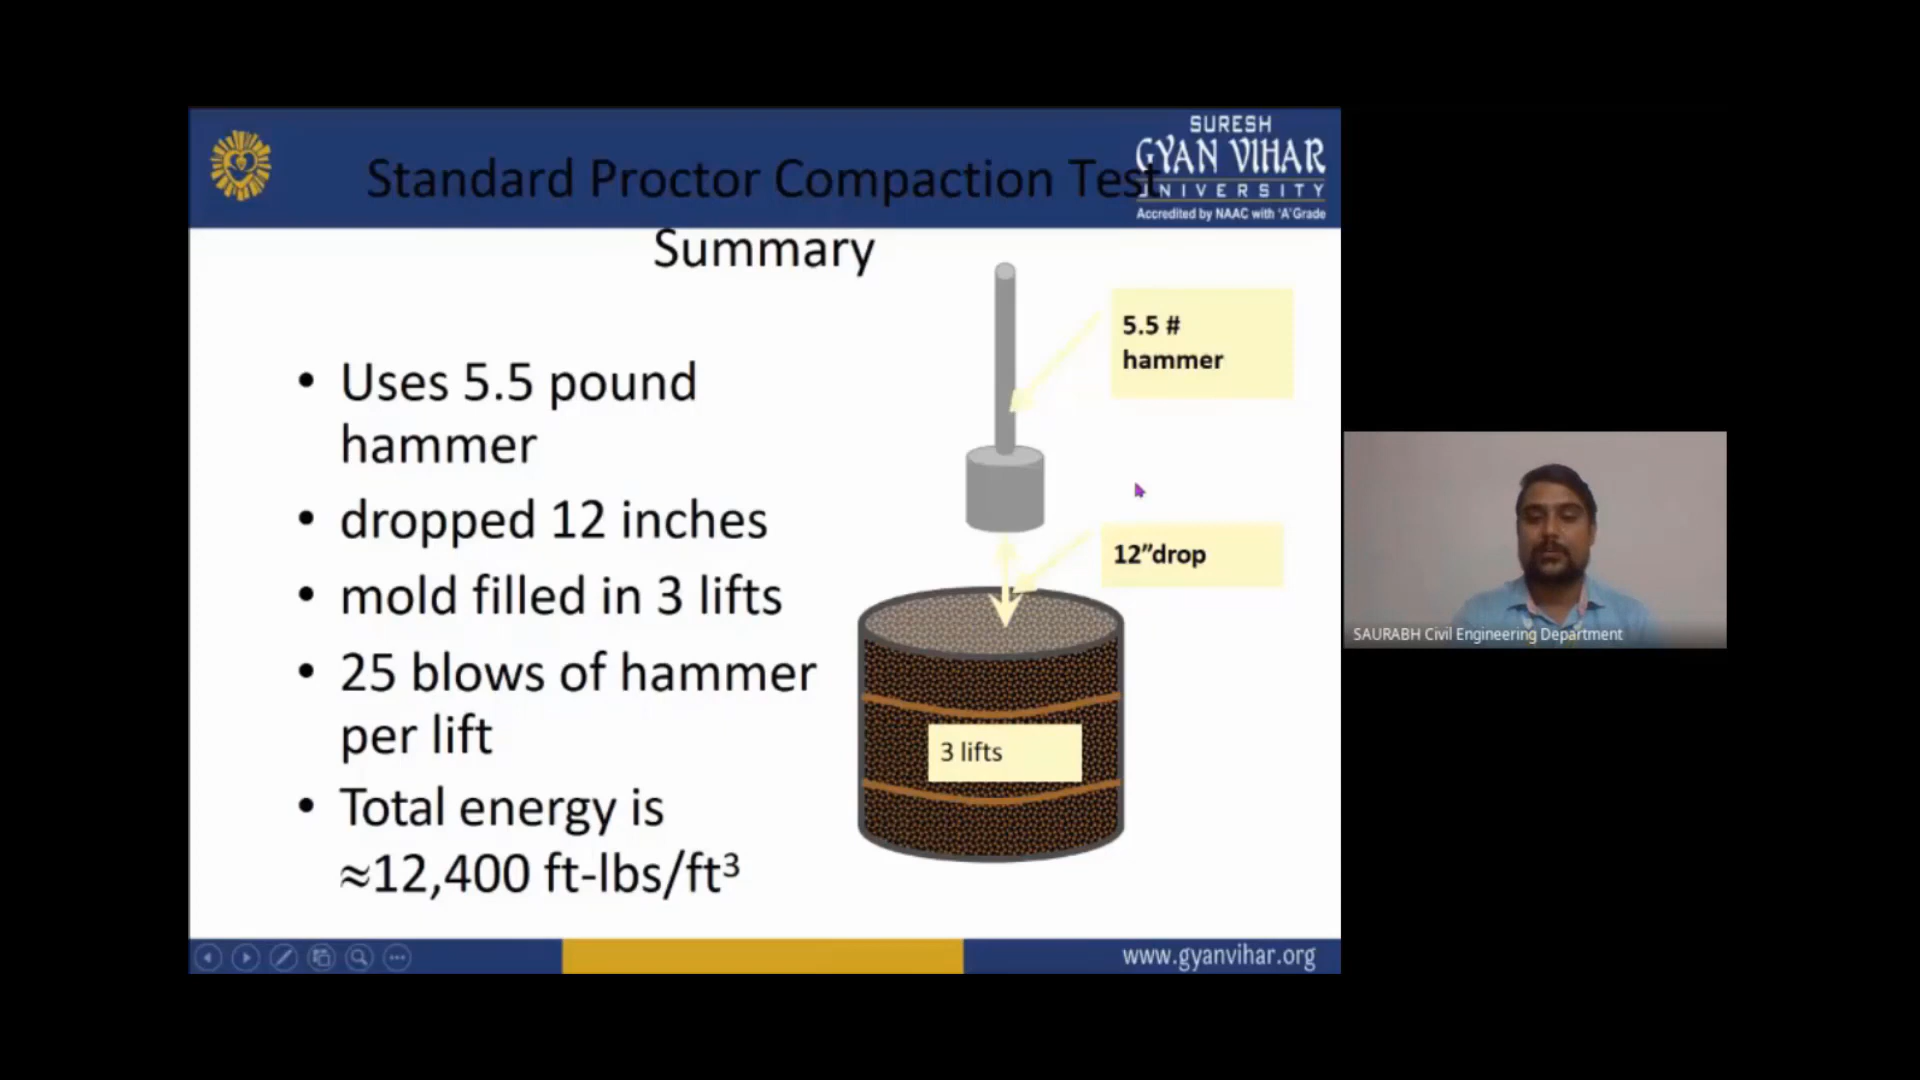 SURESH
GYAN VIHAR
UNIVERSITY
Accredited by NAAC with 'A' Grade
Standard Proctor Compaction Test
Summary
• Uses 5.5 pound
hammer
• dropped 12 inches
• mold filled in 3 lifts
• 25 blows of hammer
per lift
• Total energy is
≈12,400 ft-lbs/ft³
5.5 #
hammer
12”drop
3 lifts
www.gyanvihar.org
SAURABH Civil Engineering Department